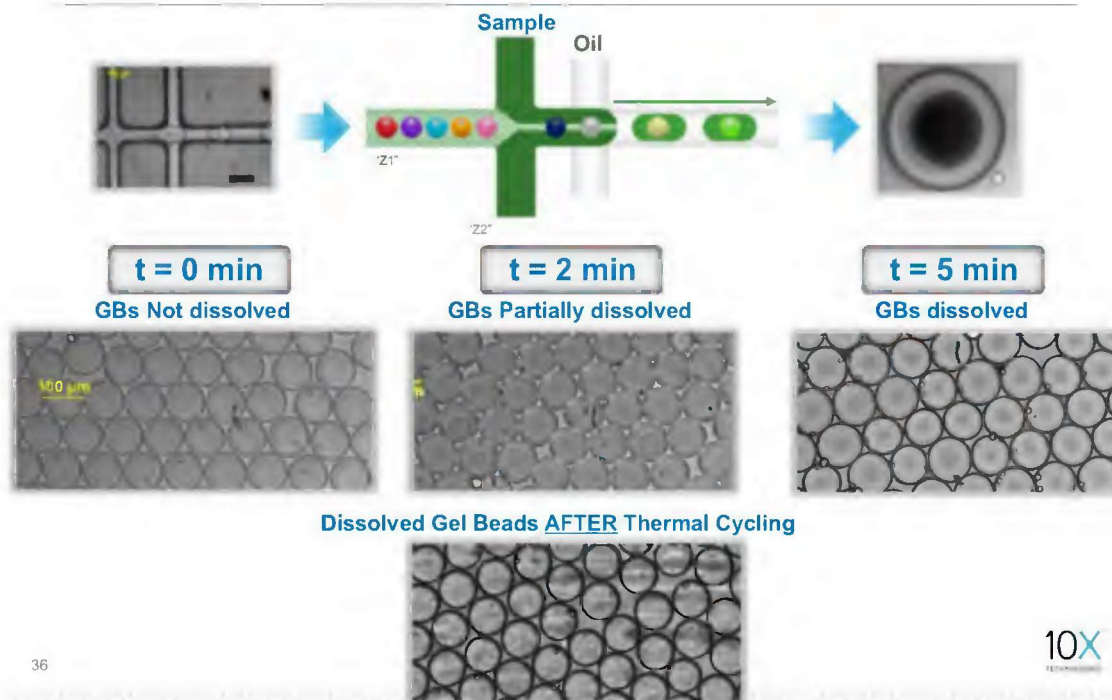 Sample
Oil
'Z1"
'Z2"
t = 0 min
t = 2 min
t = 5 min
GBs Not dissolved
GBs Partially dissolved
GBs dissolved
100 µm
Dissolved Gel Beads AFTER Thermal Cycling
36
10X